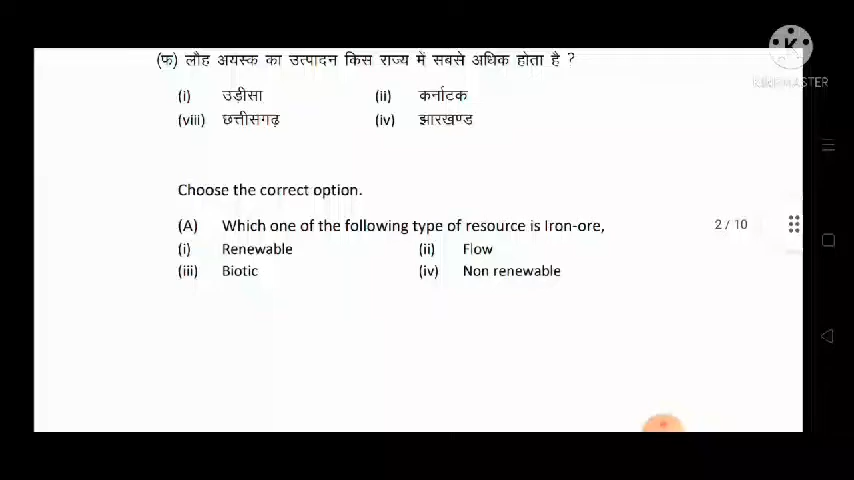 (फ) लौह अयस्क का उत्पादन किस राज्य में सबसे अधिक होता है ?
(i) उड़ीसा (ii) कर्नाटक
(viii) छत्तीसगढ़ (iv) झारखण्ड
Choose the correct option.
(A) Which one of the following type of resource is Iron-ore,
(i) Renewable (ii) Flow
(iii) Biotic (iv) Non renewable
2 / 10
K
KINEMASTER